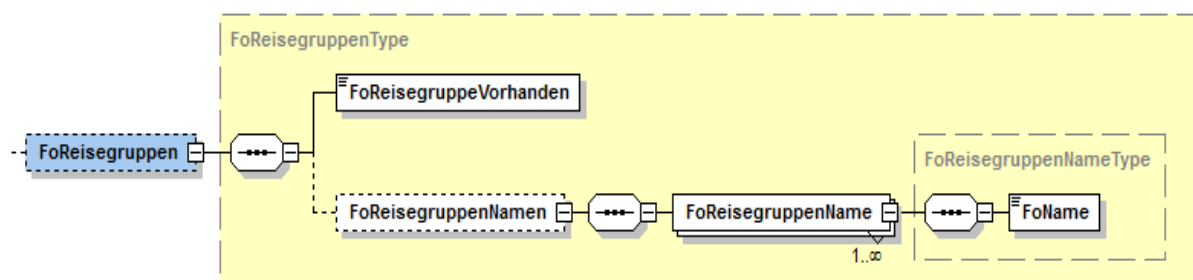 FoReisegruppenType
FoReisegruppeVorhanden
FoReisegruppen
FoReisegruppenNameType
FoReisegruppenNamen
FoReisegruppenName
FoName
1..∞